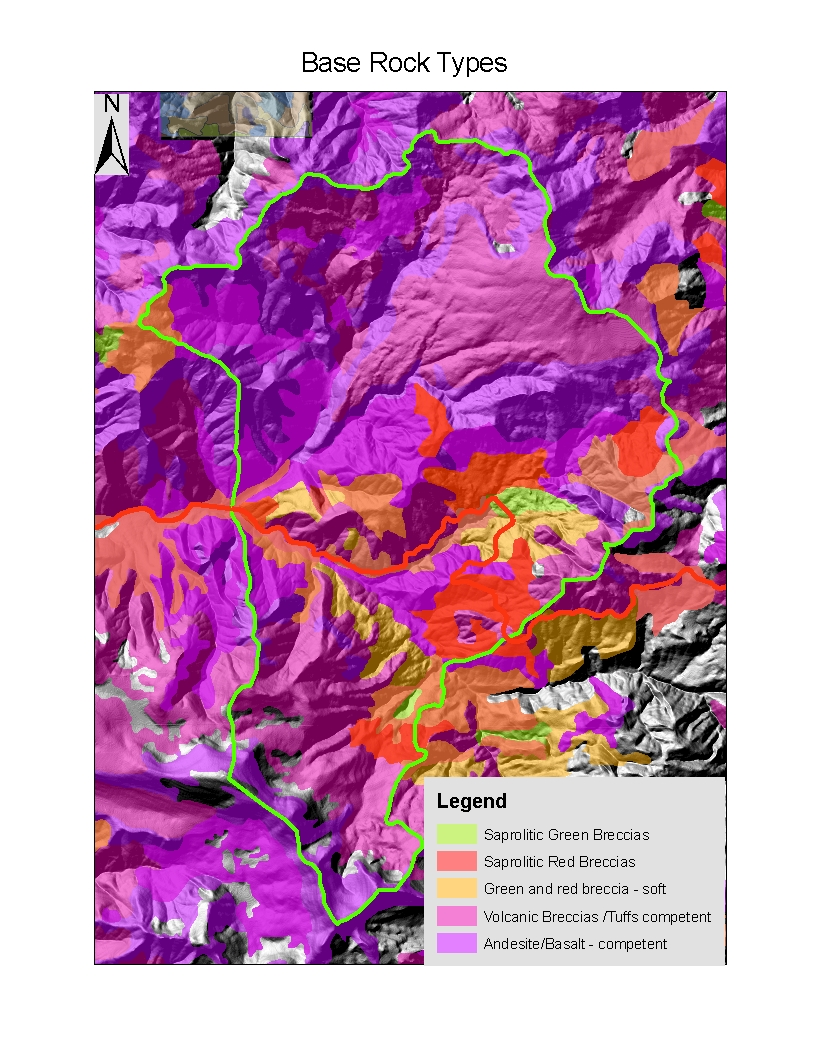 Base Rock Types
N
Legend
Saprolitic Green Breccias
Saprolitic Red Breccias
Green and red breccia - soft
Volcanic Breccias /Tuffs competent
Andesite/Basalt - competent